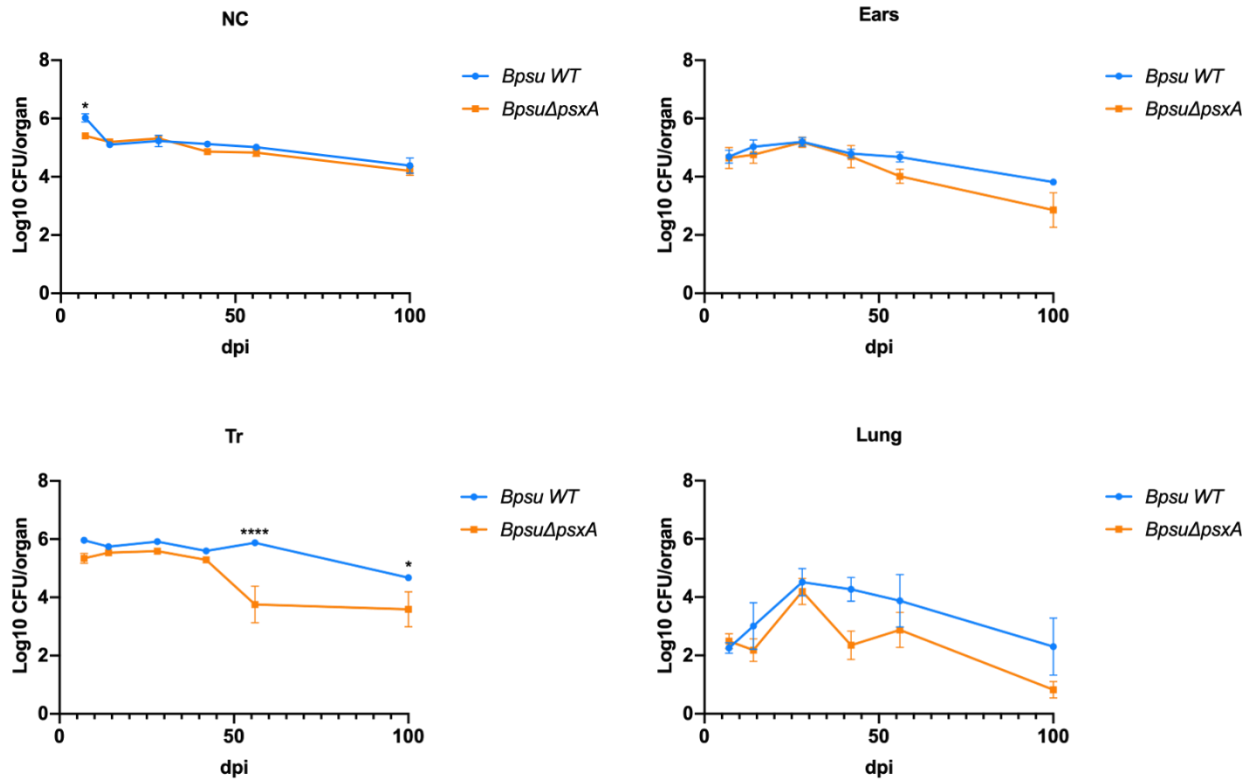 NC
Log10 CFU/organ
8
6
4
2
0
*
0 50 100
dpi
Bpsu WT
BpsuΔpsxA
Ears
Log10 CFU/organ
8
6
4
2
0
0 50 100
dpi
Bpsu WT
BpsuΔpsxA
Tr
Log10 CFU/organ
8
6
4
2
0
****
*
0 50 100
dpi
Bpsu WT
BpsuΔpsxA
Lung
Log10 CFU/organ
8
6
4
2
0
0 50 100
dpi
Bpsu WT
BpsuΔpsxA